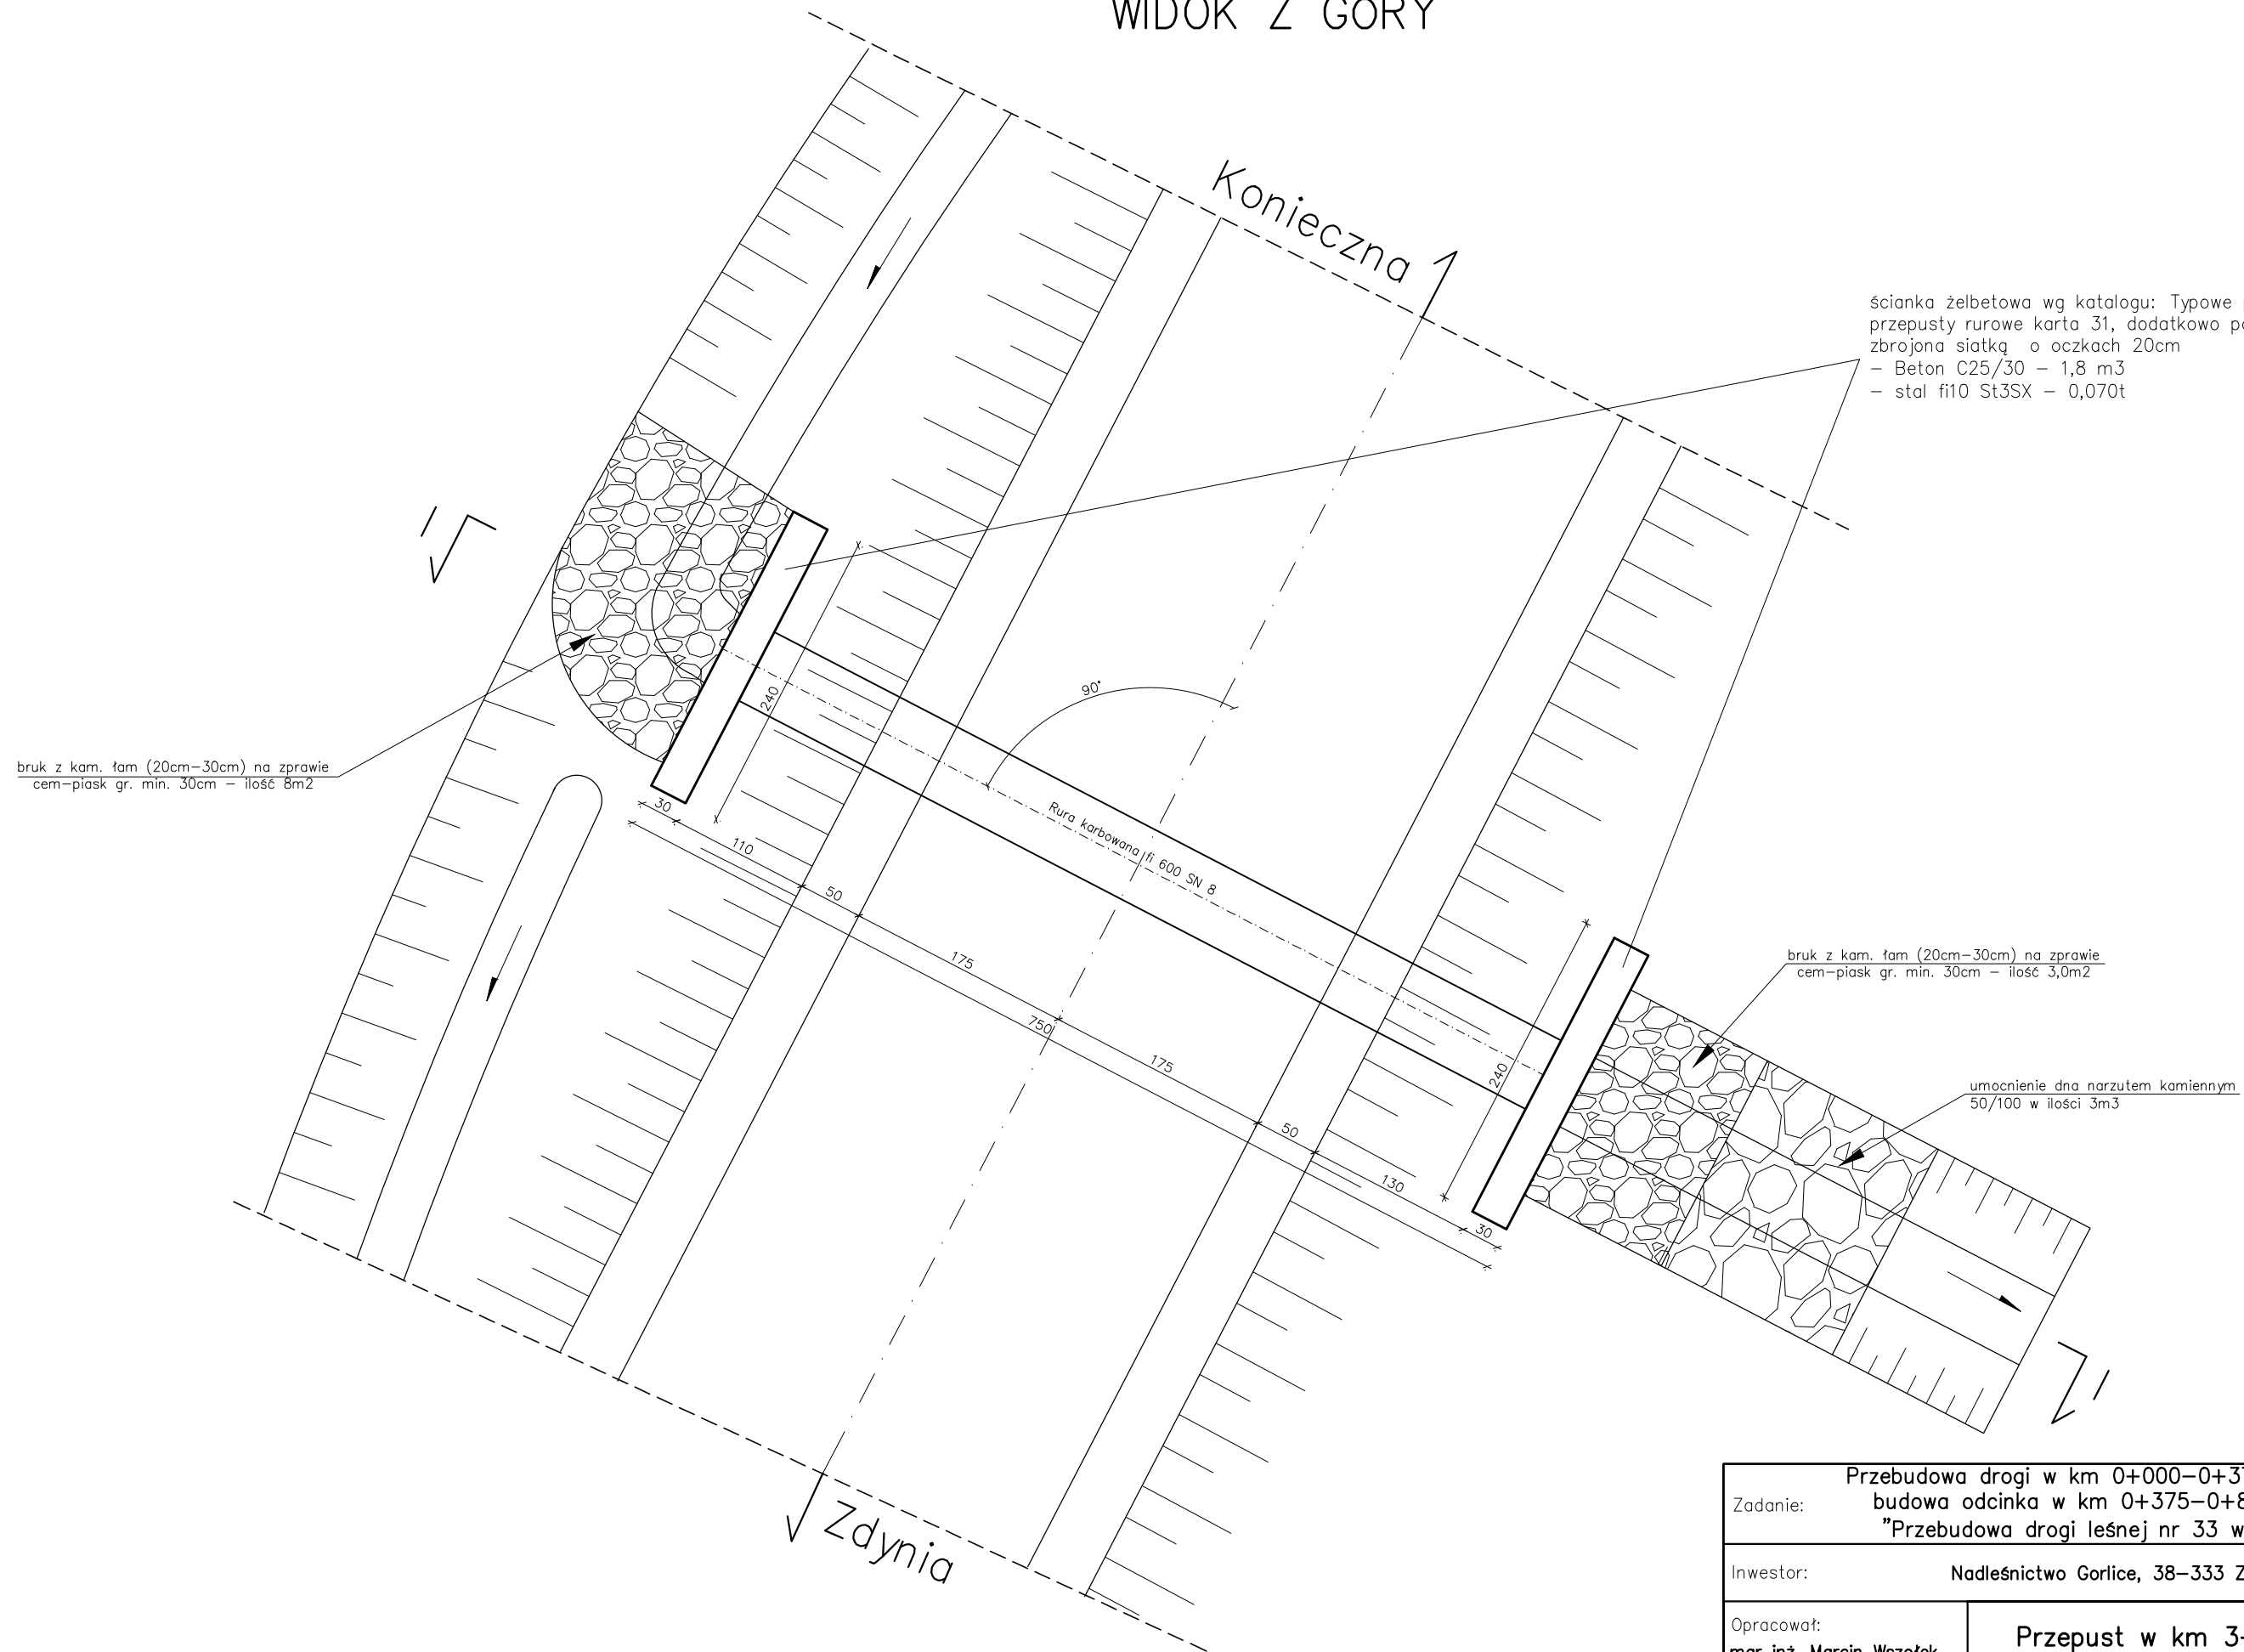 WIDOK Z GÓRY
Konieczna
ścianka żelbetowa wg katalogu: Typowe
przepusty rurowe karta 31, dodatkowo
zbrojona siatką o oczkach 20cm
– Beton C25/30 – 1,8 m3
– stal fi10 St3SX – 0,070t
90°
240
bruk z kam. łam (20cm–30cm) na zprawie
cem–piask gr. min. 30cm – ilość 8m2
Rura karbowana fi 600 SN 8
30
110
50
175
750
175
50
130
30
240
bruk z kam. łam (20cm–30cm) na zprawie
cem–piask gr. min. 30cm – ilość 3,0m2
umocnienie dna narzutem kamiennym
50/100 w ilości 3m3
Zdynia
Zadanie:
Przebudowa drogi w km 0+000–0+37
budowa odcinka w km 0+375–0+8
"Przebudowa drogi leśnej nr 33 w
Inwestor:
Nadleśnictwo Gorlice, 38–333 Z
Opracował:
mgr inż. Marcin Wszołek
Przepust w km 3